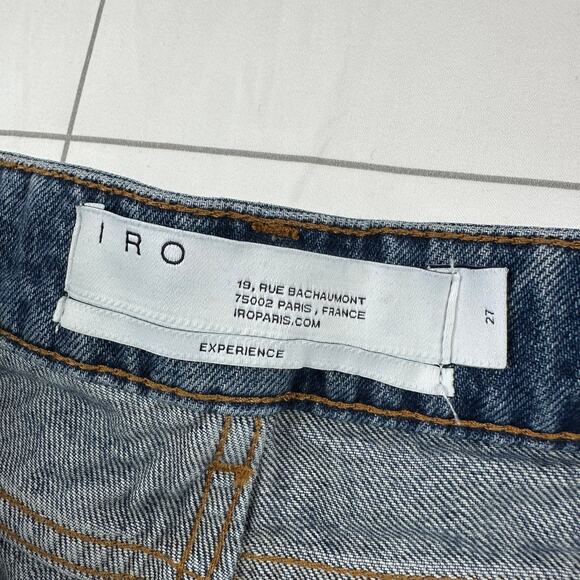 IRO
19, RUE BACHAUMONT
75002 PARIS, FRANCE
IROPARIS.COM
EXPERIENCE
27